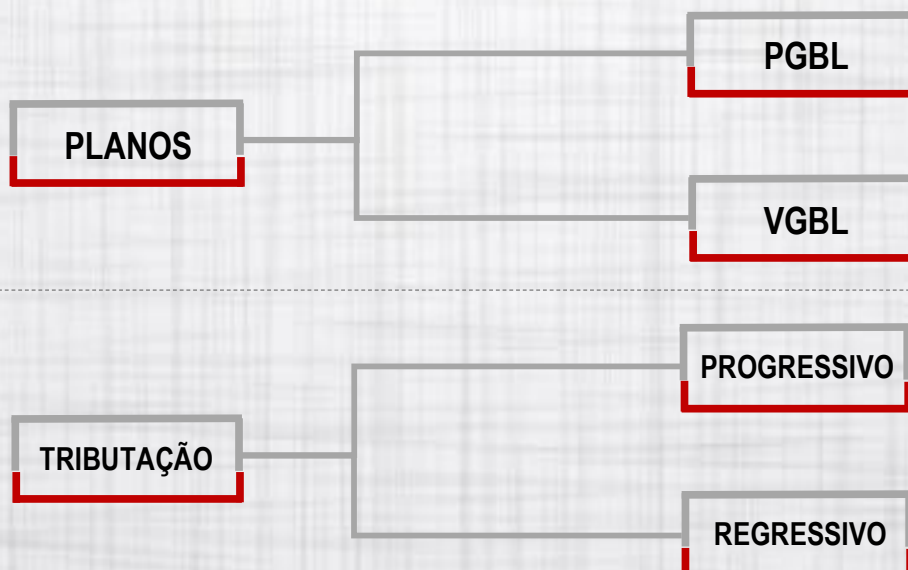 PGBL
PLANOS
VGBL
PROGRESSIVO
TRIBUTAÇÃO
REGRESSIVO